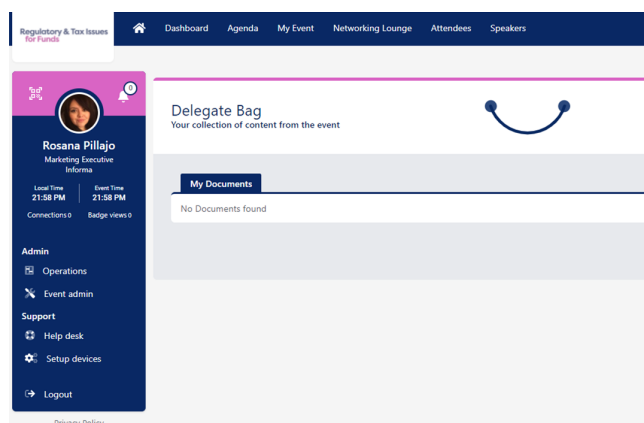 Regulatory & Tax Issues
for Funds
Dashboard
Agenda
My Event
Networking Lounge
Attendees
Speakers
0
Rosana Pillajo
Marketing Executive
Informa
Local Time
21:58 PM
Event Time
21:58 PM
Connections 0
Badge views 0
Admin
Operations
Event admin
Support
Help desk
Setup devices
Logout
Privacy Policy
Delegate Bag
Your collection of content from the event
My Documents
No Documents found